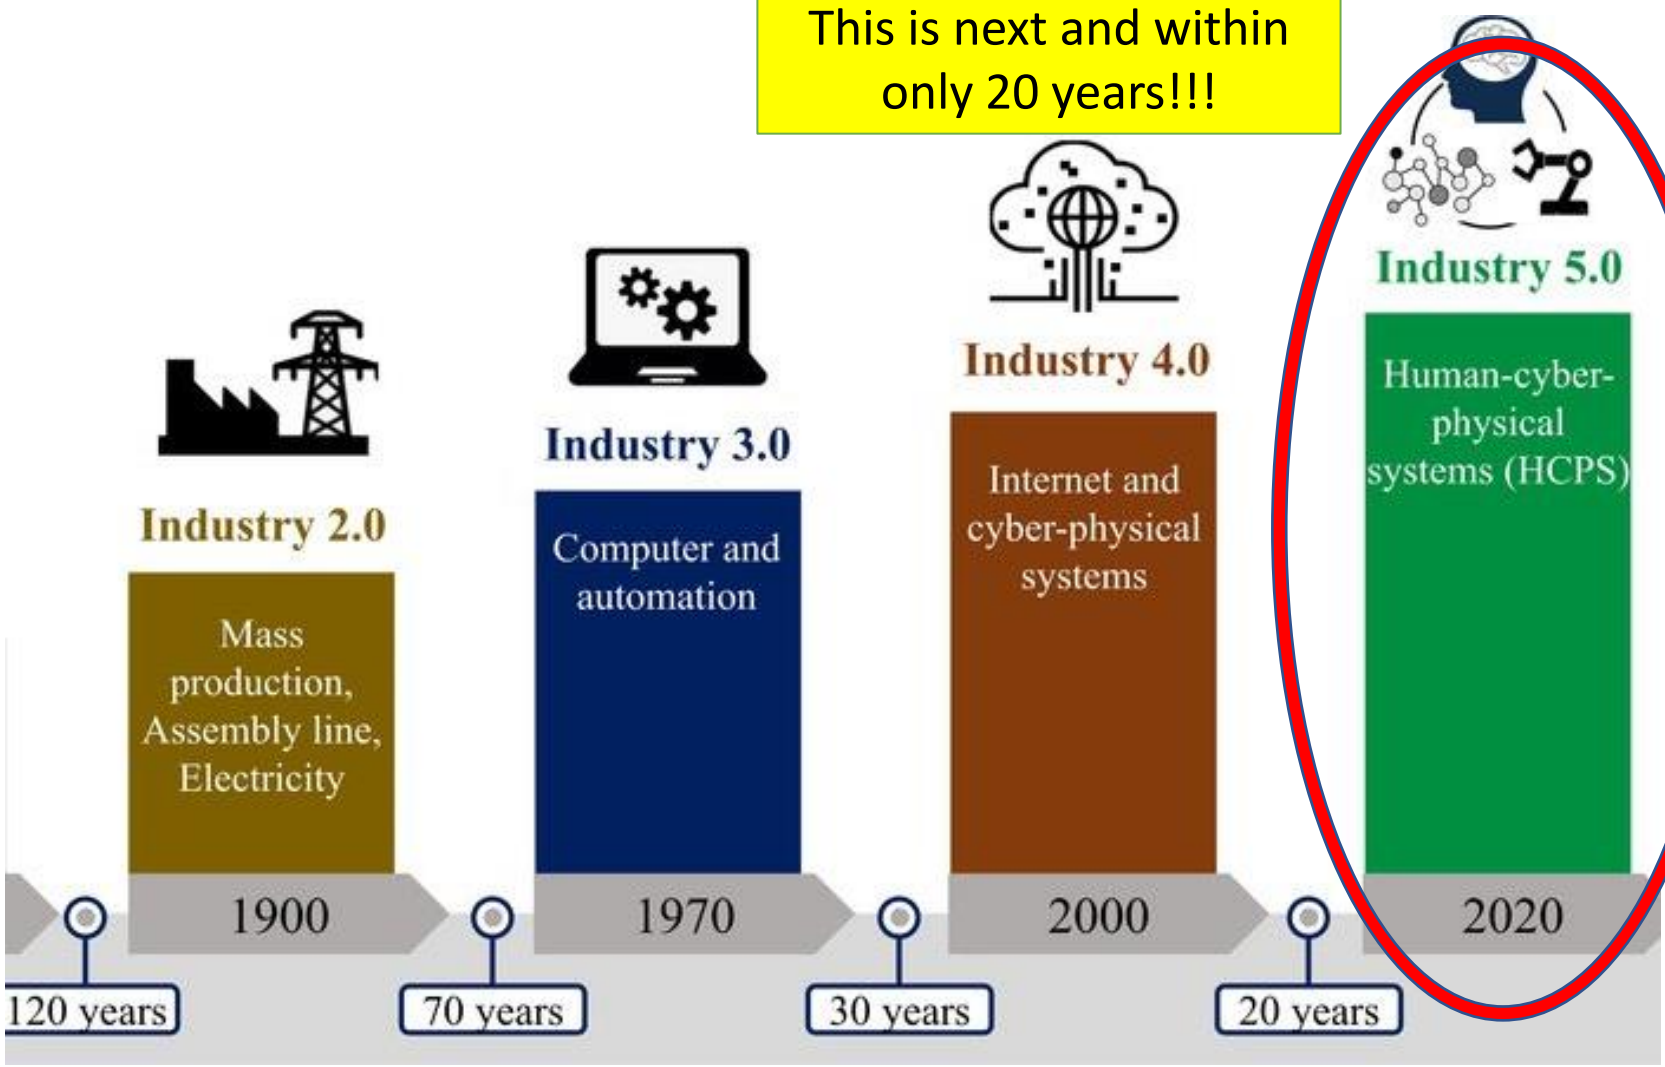 This is next and within
only 20 years!!!
Industry 2.0
Mass
production,
Assembly line,
Electricity
Industry 3.0
Computer and
automation
Industry 4.0
Internet and
cyber-physical
systems
Industry 5.0
Human-cyber-
physical
systems (HCPS)
1900
1970
2000
2020
120 years
70 years
30 years
20 years